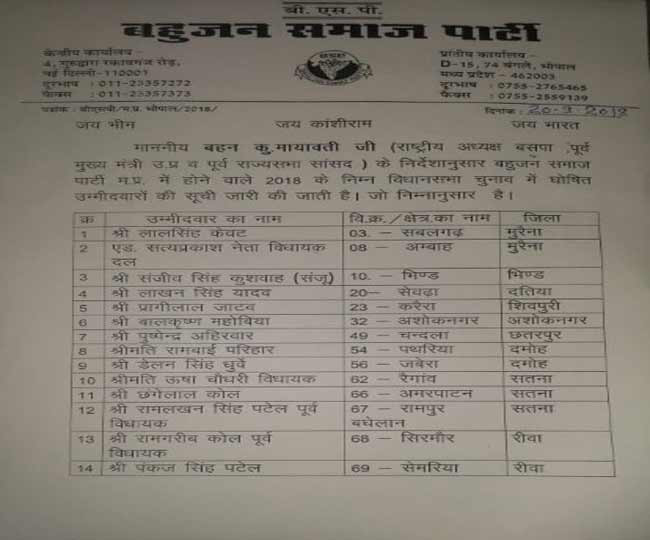 बी. एस. पी.
बहुजन समाज पार्टी
केन्द्रीय कार्यालय –
4, गुरुद्वारा रकाबगंज रोड़,
नई दिल्ली-110001
दूरभाष : 011-23357272
फैक्स : 011-23357373
प्रांतीय कार्यालय –
D-15, 74 बंगले, भोपाल
मध्य प्रदेश - 462003
दूरभाष : 0755-2765465
फैक्स : 0755-2559139
पत्रांक : बीएसपी/म.प्र. भोपाल/2018/
दिनांक: 20-9-2018
जय भीम जय कांशीराम जय भारत
माननीय बहन कु.मायावती जी (राष्ट्रीय अध्यक्ष बसपा ,पूर्व
मुख्य मंत्री उ.प्र व पूर्व राज्यसभा सांसद ) के निर्देशानुसार बहुजन समाज
पार्टी म.प्र. में होने वाले 2018 के निम्न विधानसभा चुनाव में घोषित
उम्मीदवारों की सूची जारी की जाती है। जो निम्नानुसार है।
क्र उम्मीदवार का नाम वि.क्र./क्षेत्र.का नाम जिला
1 श्री लालसिंह केवट 03. – सबलगढ़ मुरैना
2 एड. सत्यप्रकाश नेता विधायक 08 – अम्बाह मुरैना
दल
3 श्री संजीव सिंह कुशवाह (संजू) 10. – भिण्ड भिण्ड
4 श्री लाखन सिंह यादव 20– सेवढ़ा दतिया
5 श्री प्रागीलाल जाटव 23 – करैरा शिवपुरी
6 श्री बालकृष्ण महोबिया 32 – अशोकनगर अशोकनगर
7 श्री पुष्पेन्द्र अहिरवार 49 – चन्दला छतरपुर
8 श्रीमति रामबाई परिहार 54 – पथरिया दमोह
9 श्री डेलन सिंह धुर्वे 56 – जबेरा दमोह
10 श्रीमति ऊषा चौधरी विधायक 62 – रैगांव सतना
11 श्री छंगेलाल कोल 66 – अमरपाटन सतना
12 श्री रामलखन सिंह पटेल पूर्व 67 – रामपुर सतना
विधायक बघेलान
13 श्री रामगरीब कोल पूर्व 68 – सिरमौर रीवा
विधायक
14 श्री पंकज सिंह पटेल 69 – सेमरिया रीवा